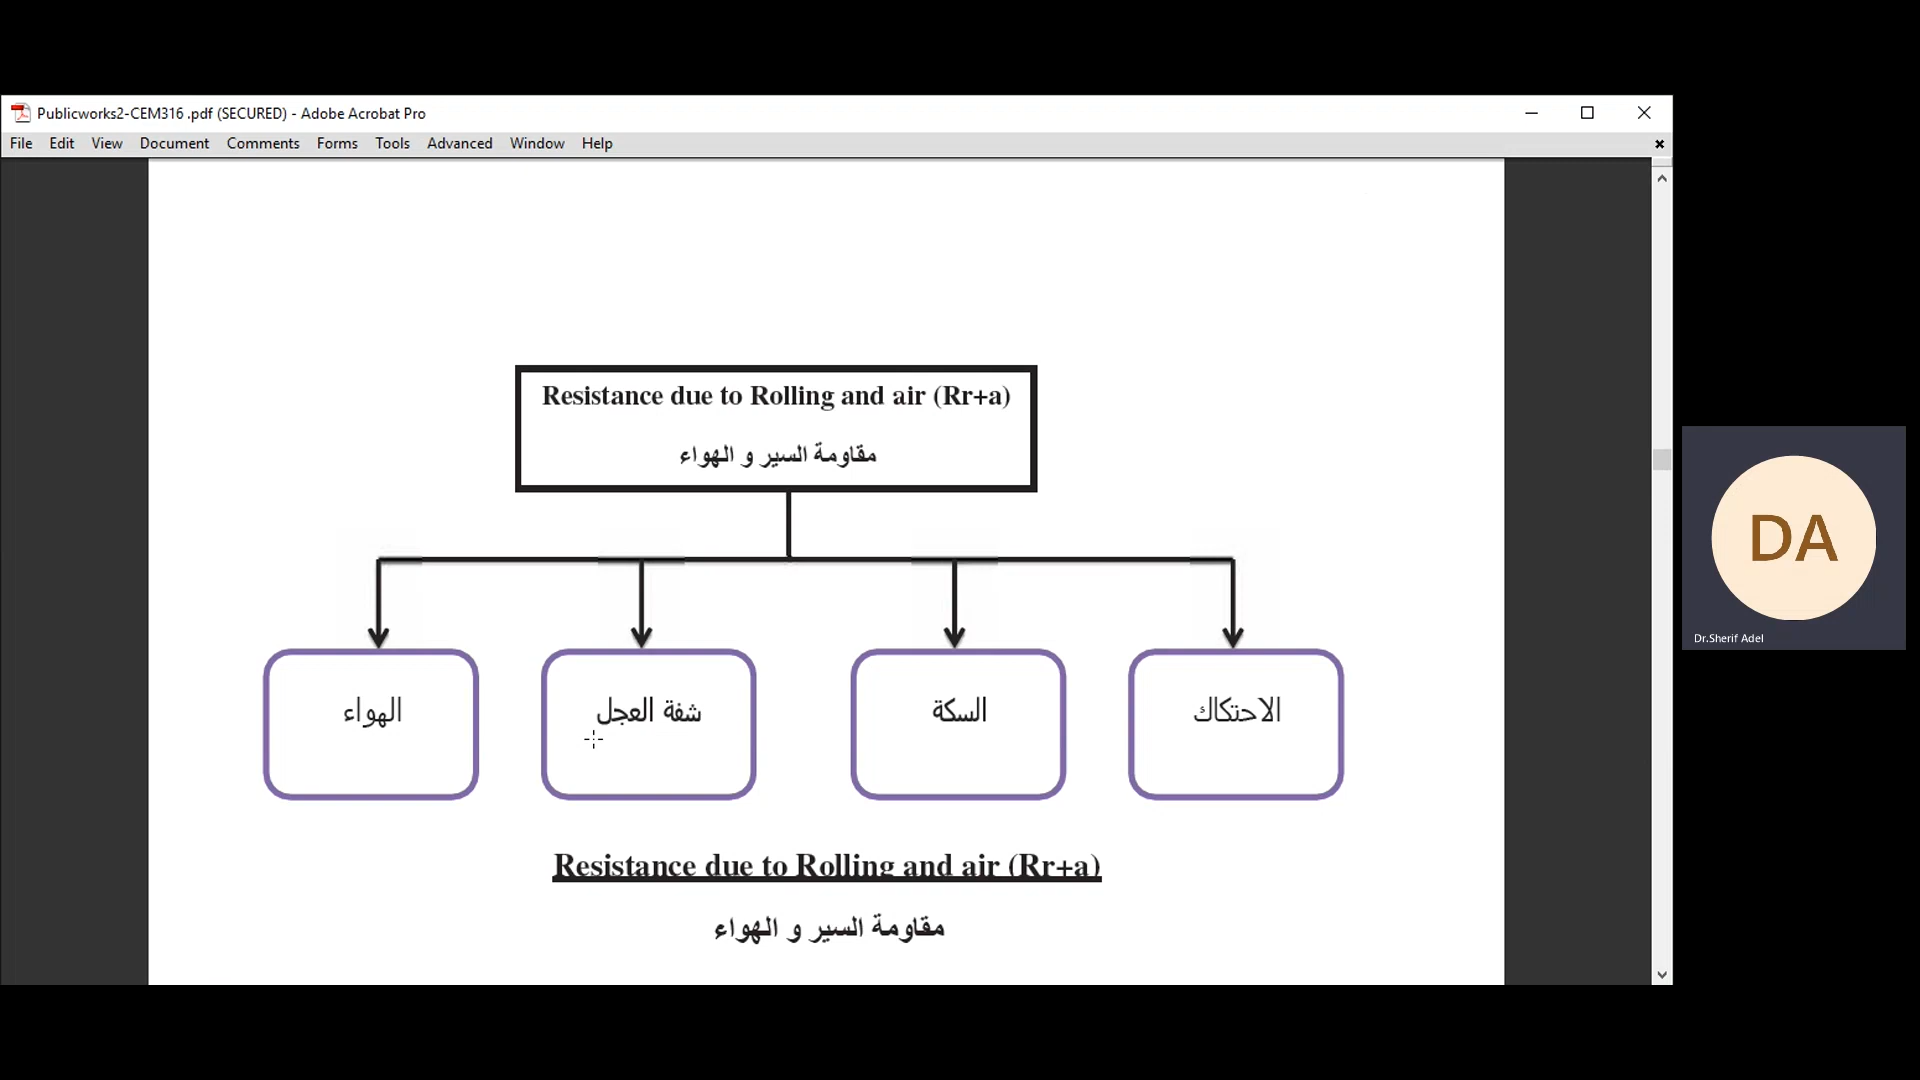 Publicworks2-CEM316 .pdf (SECURED) - Adobe Acrobat Pro
File Edit View Document Comments Forms Tools Advanced Window Help
Resistance due to Rolling and air (Rr+a)
مقاومة السير و الهواء
الاحتكاك
السكة
شفة العجل
الهواء
Resistance due to Rolling and air (Rr+a)
مقاومة السير و الهواء
DA
Dr.Sherif Adel